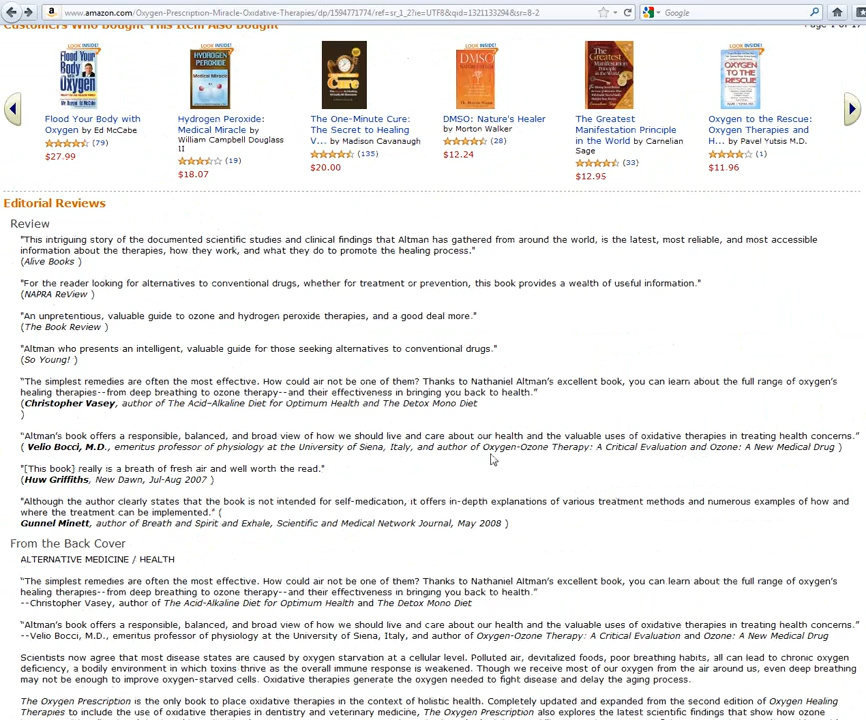 www.amazon.com/Oxygen-Prescription-Miracle-Oxidative-Therapies/dp/1594771774/ref=sr_1_2?ie=UTF8&qid=1321133294&sr=8-2
Google
Customers Who Bought This Item Also Bought
Page 1 of 17
LOOK INSIDE! LOOK INSIDE! LOOK INSIDE! LOOK INSIDE! LOOK INSIDE!
Flood Your Body with Oxygen by Ed McCabe
(79)
$27.99
Hydrogen Peroxide: Medical Miracle by William Campbell Douglass II
(19)
$18.07
The One-Minute Cure: The Secret to Healing V... by Madison Cavanaugh
(135)
$20.00
DMSO: Nature's Healer by Morton Walker
(28)
$12.24
The Greatest Manifestation Principle in the World by Carnelian Sage
(33)
$12.95
Oxygen to the Rescue: Oxygen Therapies and H... by Pavel Yutsis M.D.
(1)
$11.96
Editorial Reviews
Review
"This intriguing story of the documented scientific studies and clinical findings that Altman has gathered from around the world, is the latest, most reliable, and most accessible
information about the therapies, how they work, and what they do to promote the healing process."
(Alive Books )
"For the reader looking for alternatives to conventional drugs, whether for treatment or prevention, this book provides a wealth of useful information."
(NAPRA ReView )
"An unpretentious, valuable guide to ozone and hydrogen peroxide therapies, and a good deal more."
(The Book Review )
"Altman who presents an intelligent, valuable guide for those seeking alternatives to conventional drugs."
(So Young! )
"The simplest remedies are often the most effective. How could air not be one of them? Thanks to Nathaniel Altman's excellent book, you can learn about the full range of oxygen's
healing therapies--from deep breathing to ozone therapy--and their effectiveness in bringing you back to health."
(Christopher Vasey, author of The Acid–Alkaline Diet for Optimum Health and The Detox Mono Diet
)
"Altman's book offers a responsible, balanced, and broad view of how we should live and care about our health and the valuable uses of oxidative therapies in treating health concerns."
( Velio Bocci, M.D., emeritus professor of physiology at the University of Siena, Italy, and author of Oxygen-Ozone Therapy: A Critical Evaluation and Ozone: A New Medical Drug )
"[This book] really is a breath of fresh air and well worth the read."
(Huw Griffiths, New Dawn, Jul-Aug 2007 )
"Although the author clearly states that the book is not intended for self-medication, it offers in-depth explanations of various treatment methods and numerous examples of how and
where the treatment can be implemented." (
Gunnel Minett, author of Breath and Spirit and Exhale, Scientific and Medical Network Journal, May 2008 )
From the Back Cover
ALTERNATIVE MEDICINE / HEALTH
"The simplest remedies are often the most effective. How could air not be one of them? Thanks to Nathaniel Altman's excellent book, you can learn about the full range of oxygen's
healing therapies--from deep breathing to ozone therapy--and their effectiveness in bringing you back to health."
--Christopher Vasey, author of The Acid-Alkaline Diet for Optimum Health and The Detox Mono Diet
"Altman's book offers a responsible, balanced, and broad view of how we should live and care about our health and the valuable uses of oxidative therapies in treating health concerns."
--Velio Bocci, M.D., emeritus professor of physiology at the University of Siena, Italy, and author of Oxygen-Ozone Therapy: A Critical Evaluation and Ozone: A New Medical Drug
Scientists now agree that most disease states are caused by oxygen starvation at a cellular level. Polluted air, devitalized foods, poor breathing habits, all can lead to chronic oxygen
deficiency, a bodily environment in which toxins thrive as the overall immune response is weakened. Though we receive most of our oxygen from the air around us, even deep breathing
may not be enough to improve oxygen-starved cells. Oxidative therapies generate the oxygen needed to fight disease and delay the aging process.
The Oxygen Prescription is the only book to place oxidative therapies in the context of holistic health. Completely updated and expanded from the second edition of Oxygen Healing
Therapies to include the use of oxidative therapies in dentistry and veterinary medicine, The Oxygen Prescription also explores the latest scientific findings that show how ozone